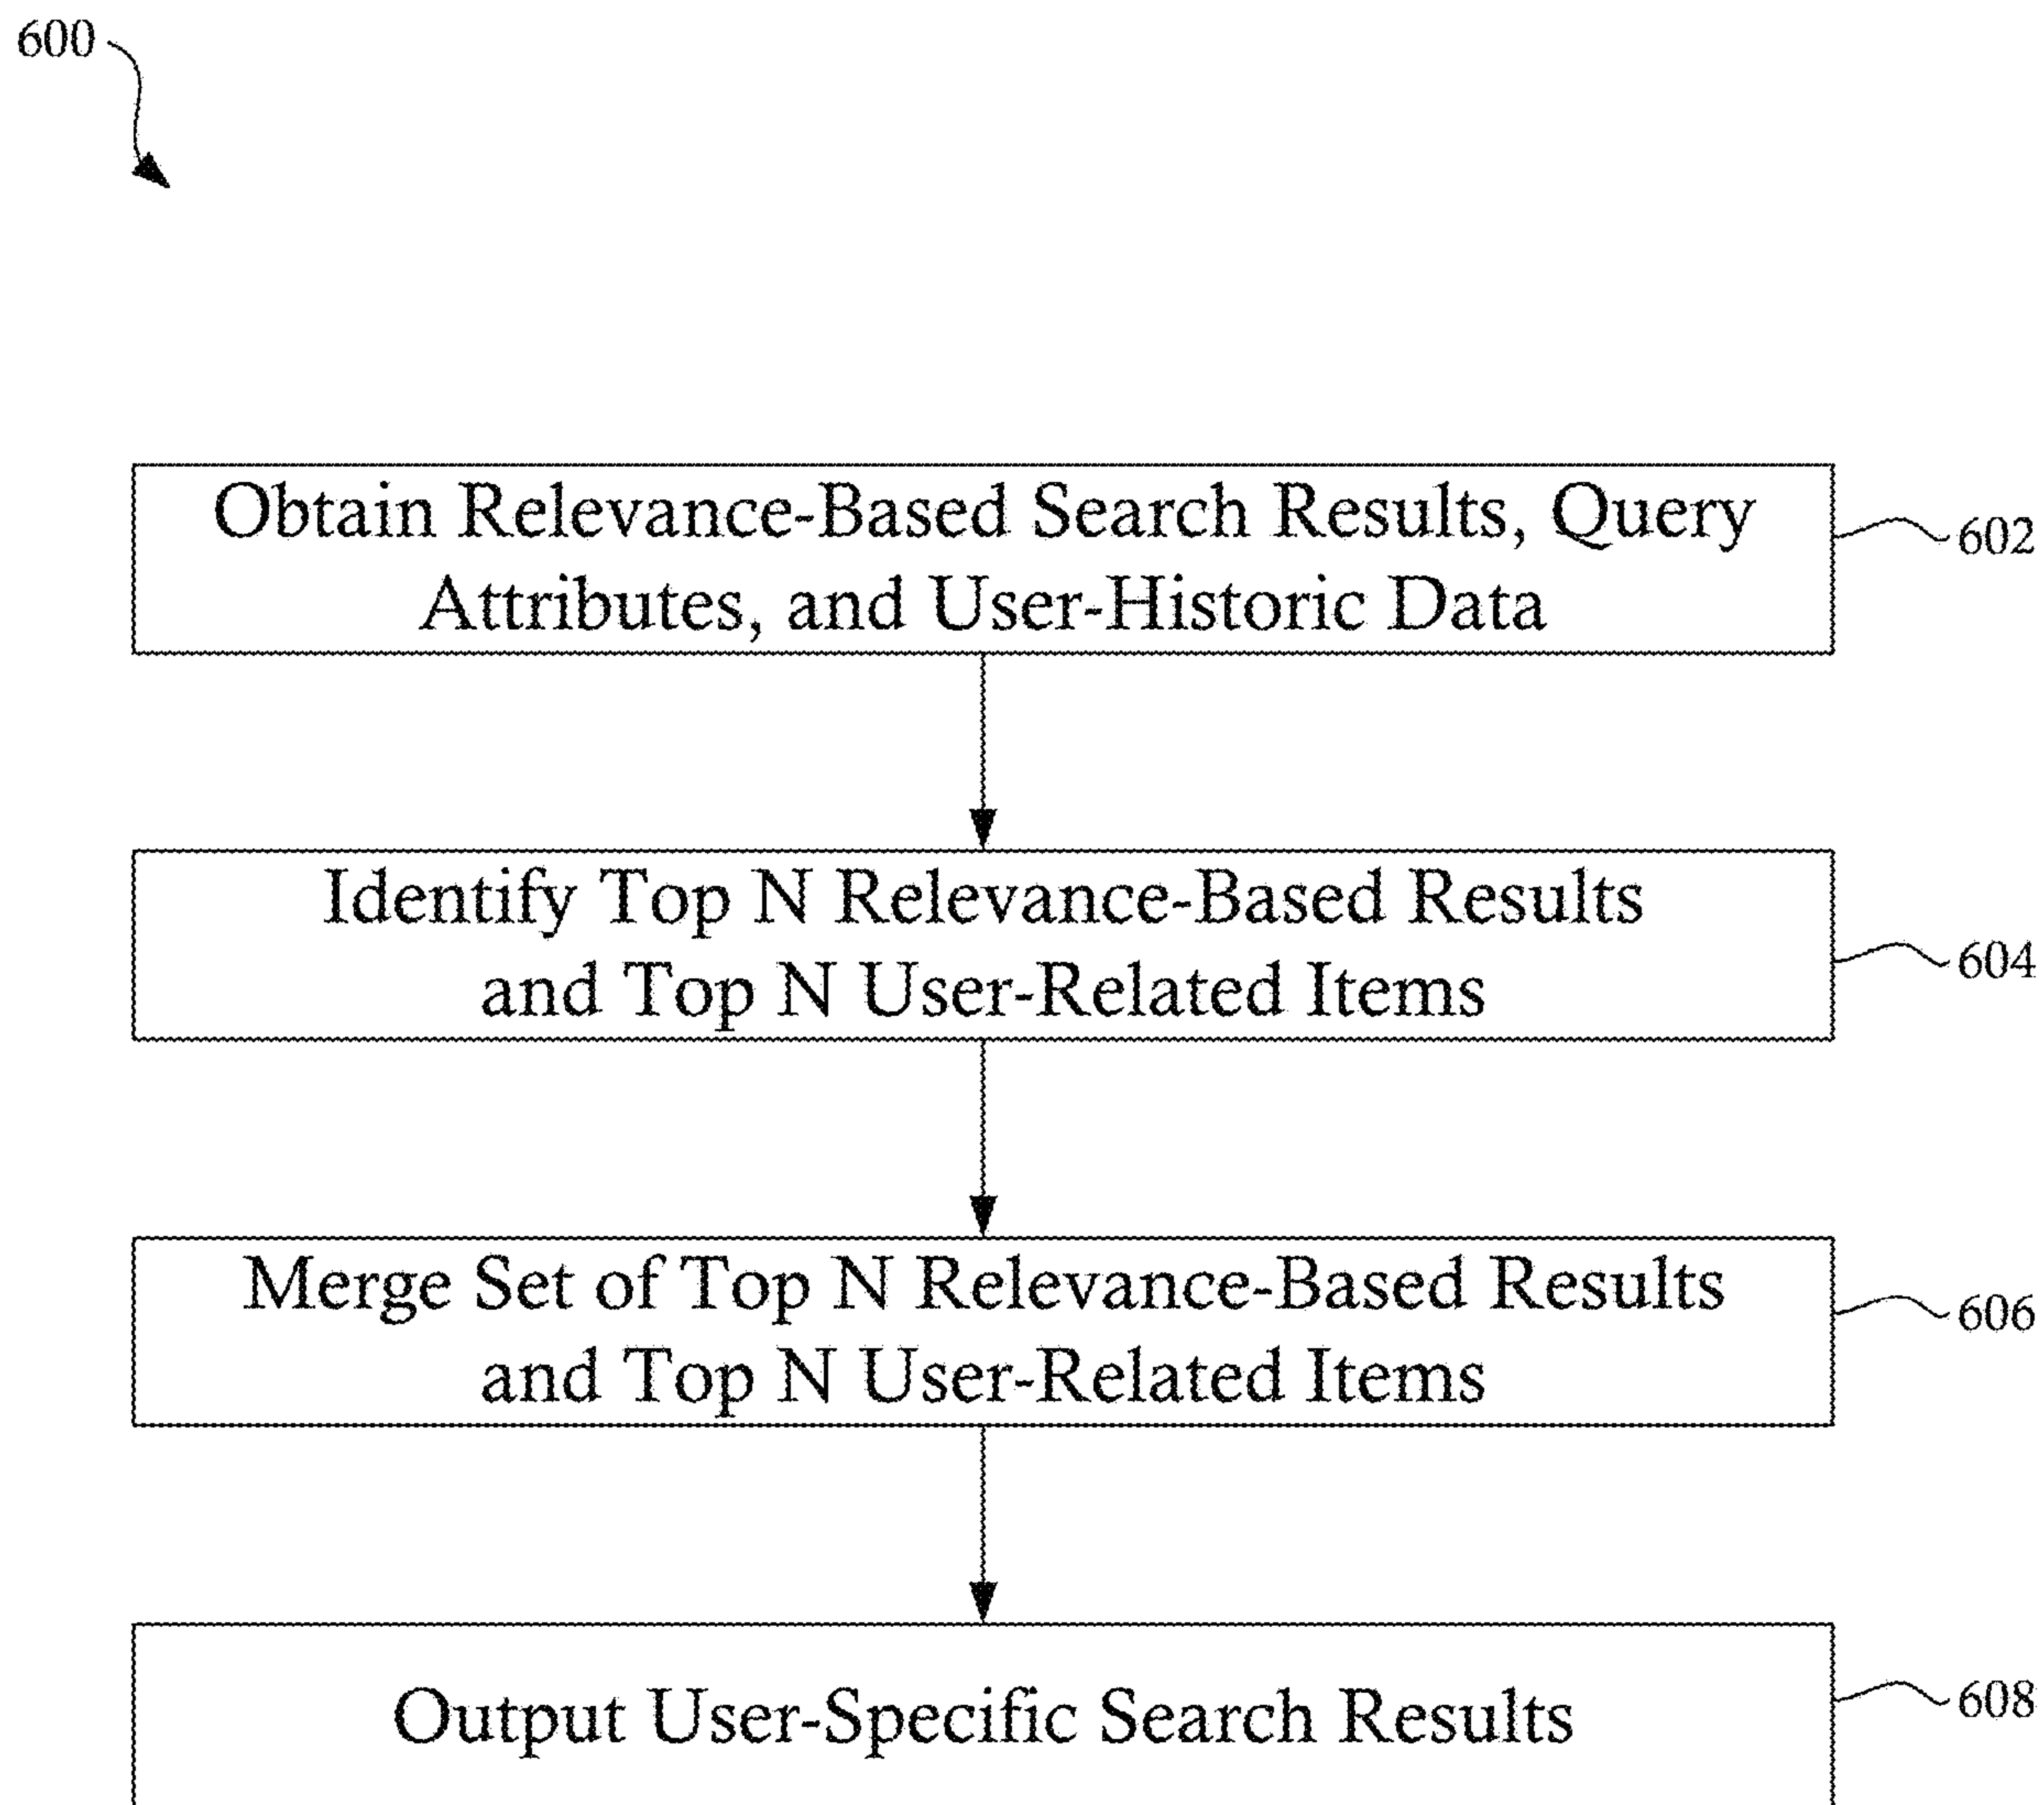 600
Obtain Relevance-Based Search Results, Query
Attributes, and User-Historic Data
602
Identify Top N Relevance-Based Results
and Top N User-Related Items
604
Merge Set of Top N Relevance-Based Results
and Top N User-Related Items
606
Output User-Specific Search Results
608